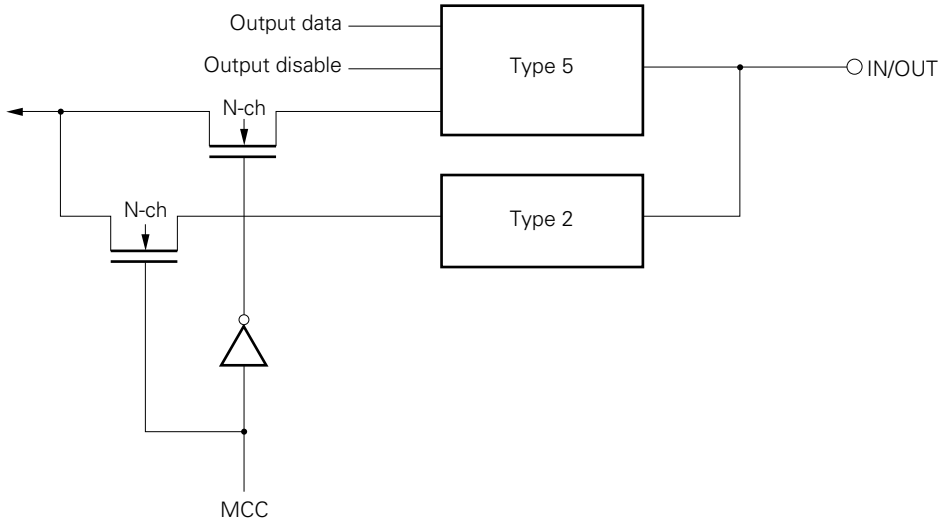 Output data
Output disable
Type 5
IN/OUT
N-ch
Type 2
N-ch
MCC